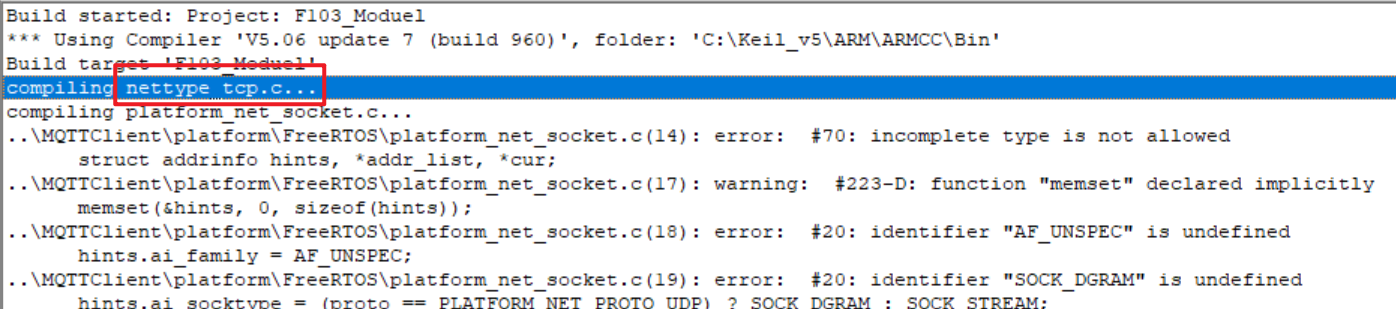 Build started: Project: F103_Moduel
*** Using Compiler 'V5.06 update 7 (build 960)', folder: 'C:\Keil_v5\ARM\ARMCC\Bin'
Build target 'F103_Moduel'
compiling nettype_tcp.c...
compiling platform_net_socket.c...
..\MQTTClient\platform\FreeRTOS\platform_net_socket.c(14): error:  #70: incomplete type is not allowed
struct addrinfo hints, *addr_list, *cur;
..\MQTTClient\platform\FreeRTOS\platform_net_socket.c(17): warning:  #223-D: function "memset" declared implicitly
memset(&hints, 0, sizeof(hints));
..\MQTTClient\platform\FreeRTOS\platform_net_socket.c(18): error:  #20: identifier "AF_UNSPEC" is undefined
hints.ai_family = AF_UNSPEC;
..\MQTTClient\platform\FreeRTOS\platform_net_socket.c(19): error:  #20: identifier "SOCK_DGRAM" is undefined
hints.ai_socktype = (proto == PLATFORM_NET_PROTO_UDP) ? SOCK_DGRAM : SOCK_STREAM;